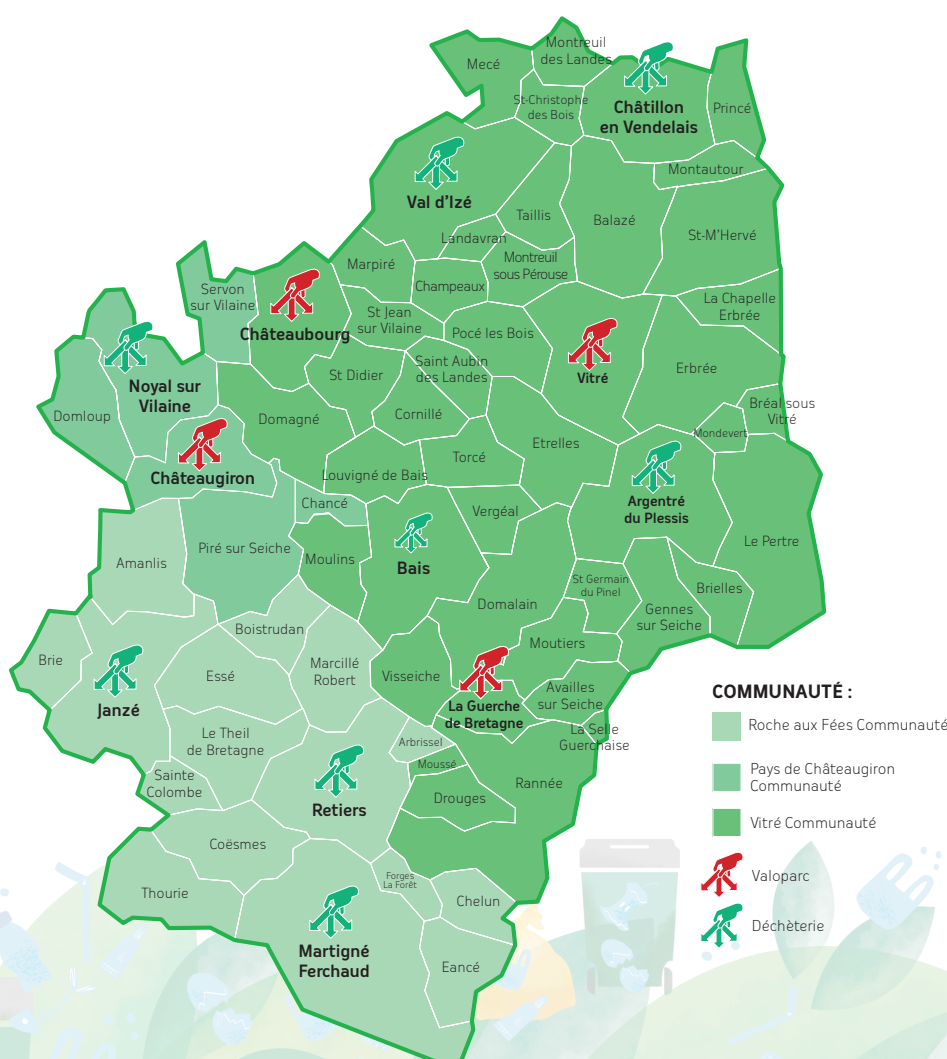 Mecé
Montreuil
des Landes
St-Christophe
des Bois
Châtillon
en Vendelais
Princé
Montautour
Val d'Izé
Taillis
Balazé
St-M'Hervé
Landavran
Montreuil
sous Pérouse
Marpiré
Champeaux
Servon
sur Vilaine
La Chapelle
Erbrée
Châteaubourg
St Jean
sur Vilaine
Pocé les Bois
Vitré
Erbrée
Saint Aubin
des Landes
St Didier
Noyal sur
Vilaine
Domloup
Domagné
Cornillé
Bréal sous
Vitré
Mondevert
Etrelles
Torcé
Châteaugiron
Louvigné de Bais
Argentré
du Plessis
Chancé
Vergéal
Le Pertre
Piré sur Seiche
Amanlis
Moulins
Bais
St Germain
du Pinel
Brielles
Gennes
sur Seiche
Domalain
Boistrudan
Moutiers
Brie
Marcillé
Robert
Essé
Visseiche
Janzé
Availles
sur Seiche
La Guerche
de Bretagne
La Selle
Guerchaise
Le Theil
de Bretagne
Arbrissel
Moussé
Sainte
Colombe
Rannée
Drouges
Retiers
Coësmes
Forges
La Forêt
Thourie
Chelun
Martigné
Ferchaud
Eancé
COMMUNAUTÉ :
Roche aux Fées Communauté
Pays de Châteaugiron
Communauté
Vitré Communauté
Valoparc
Déchèterie